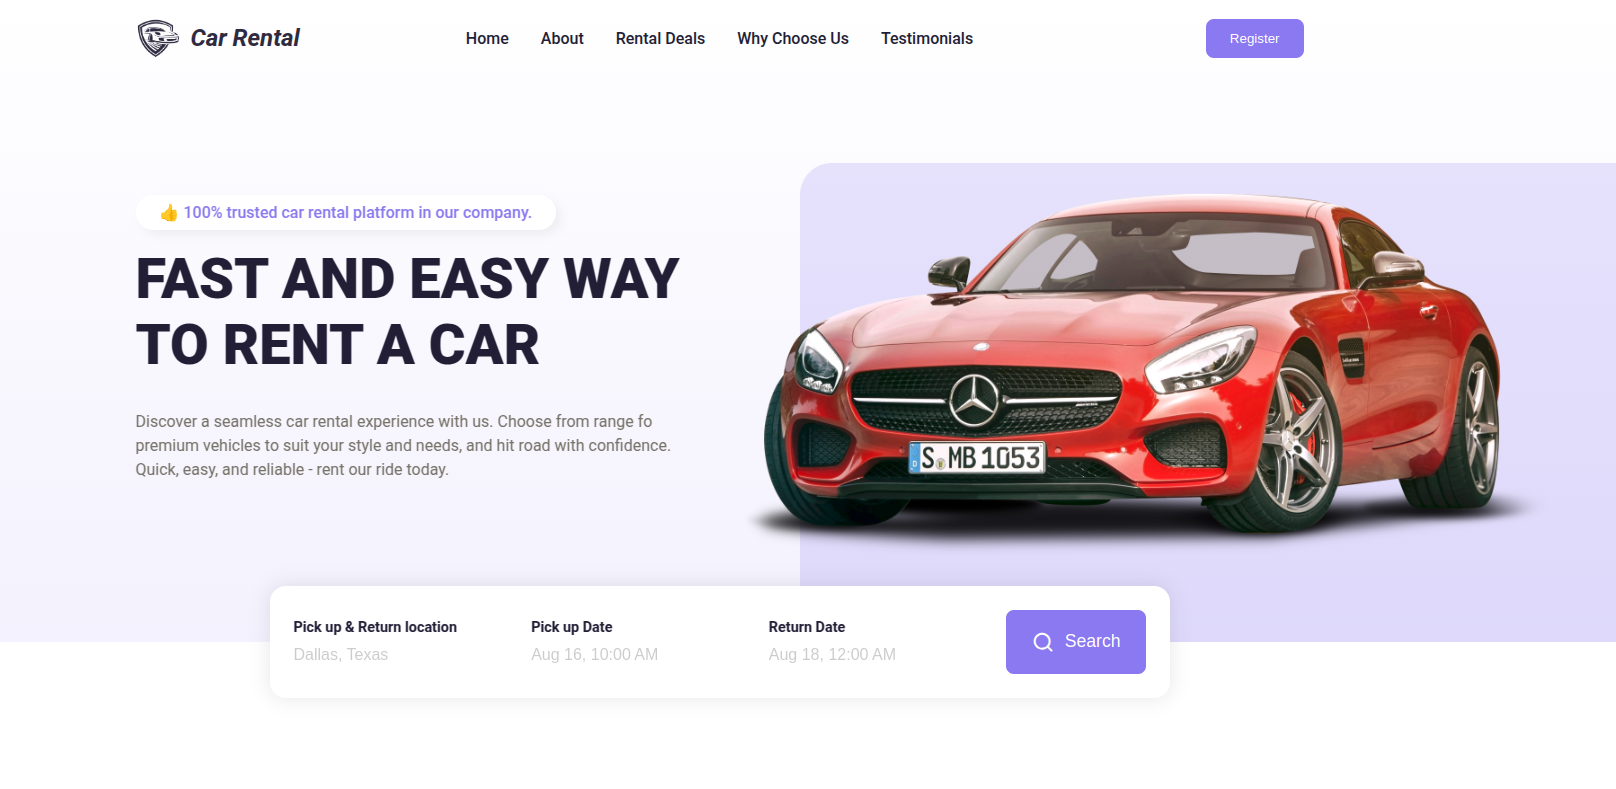 Car Rental
Home About Rental Deals Why Choose Us Testimonials
Register
👍 100% trusted car rental platform in our company.
FAST AND EASY WAY
TO RENT A CAR
Discover a seamless car rental experience with us. Choose from range fo
premium vehicles to suit your style and needs, and hit road with confidence.
Quick, easy, and reliable - rent our ride today.
S MB 1053
Pick up & Return location
Dallas, Texas
Pick up Date
Aug 16, 10:00 AM
Return Date
Aug 18, 12:00 AM
Search